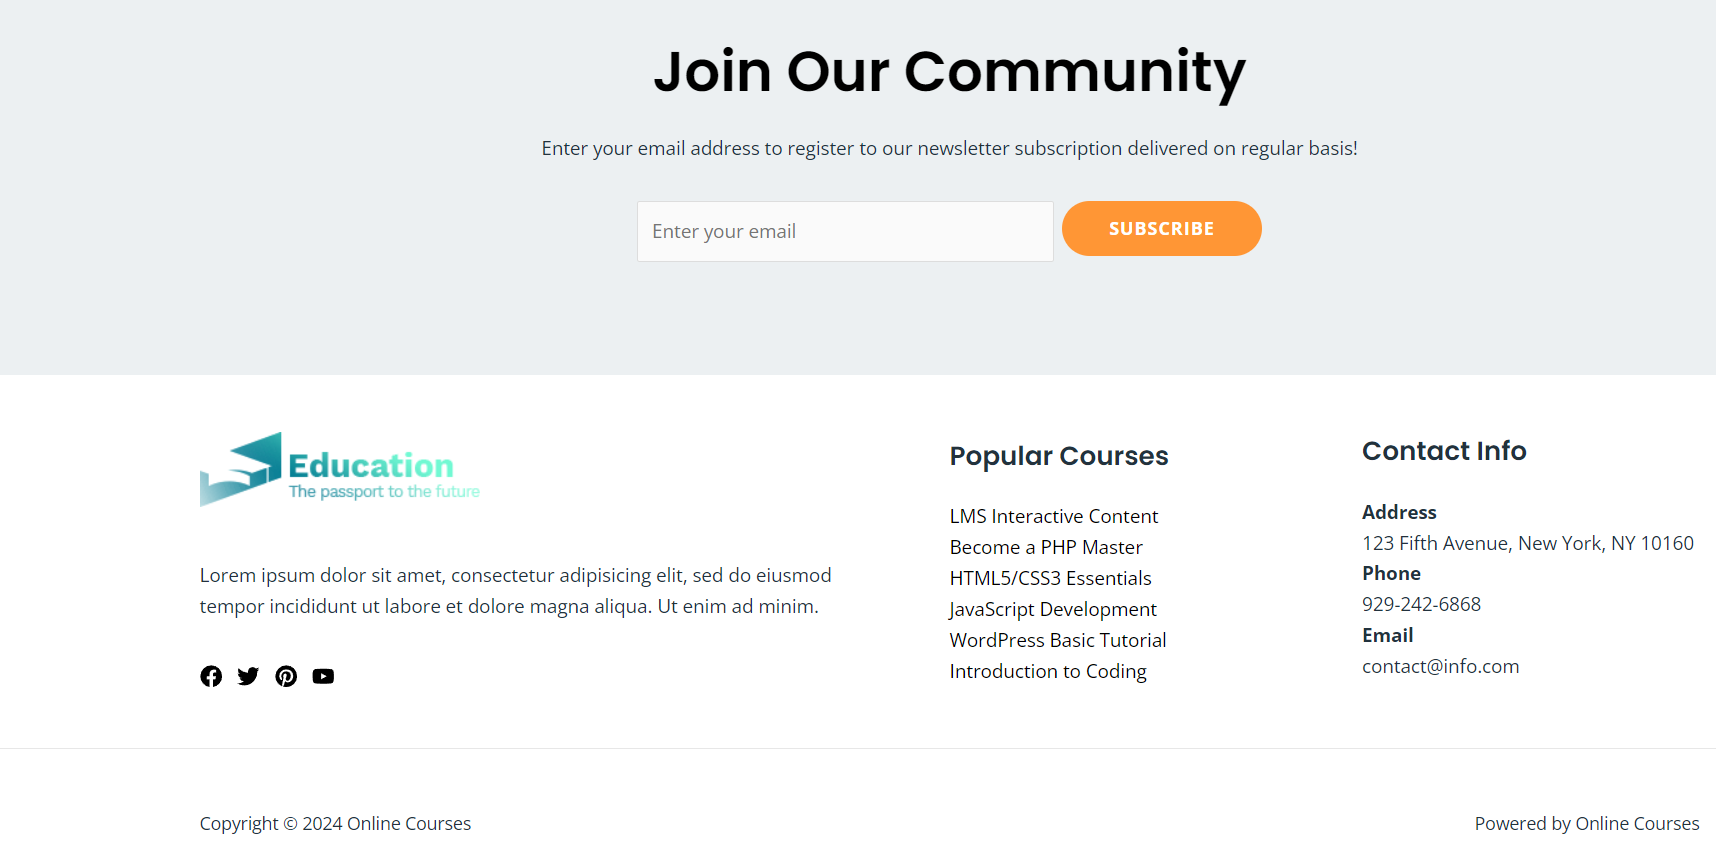 Join Our Community
Enter your email address to register to our newsletter subscription delivered on regular basis!
Enter your email
SUBSCRIBE
Education
The passport to the future
Lorem ipsum dolor sit amet, consectetur adipisicing elit, sed do eiusmod
tempor incididunt ut labore et dolore magna aliqua. Ut enim ad minim.
Popular Courses
LMS Interactive Content
Become a PHP Master
HTML5/CSS3 Essentials
JavaScript Development
WordPress Basic Tutorial
Introduction to Coding
Contact Info
Address
123 Fifth Avenue, New York, NY 10160
Phone
929-242-6868
Email
contact@info.com
Copyright © 2024 Online Courses
Powered by Online Courses